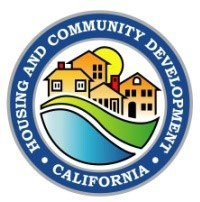 HOUSING AND COMMUNITY DEVELOPMENT
CALIFORNIA